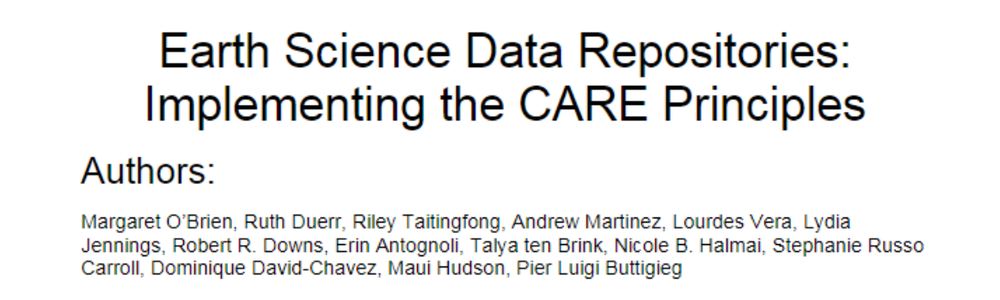 Earth Science Data Repositories:
Implementing the CARE Principles
Authors:
Margaret O’Brien, Ruth Duerr, Riley Taitingfong, Andrew Martinez, Lourdes Vera, Lydia
Jennings, Robert R. Downs, Erin Antognoli, Talya ten Brink, Nicole B. Halmai, Stephanie Russo
Carroll, Dominique David-Chavez, Maui Hudson, Pier Luigi Buttigieg